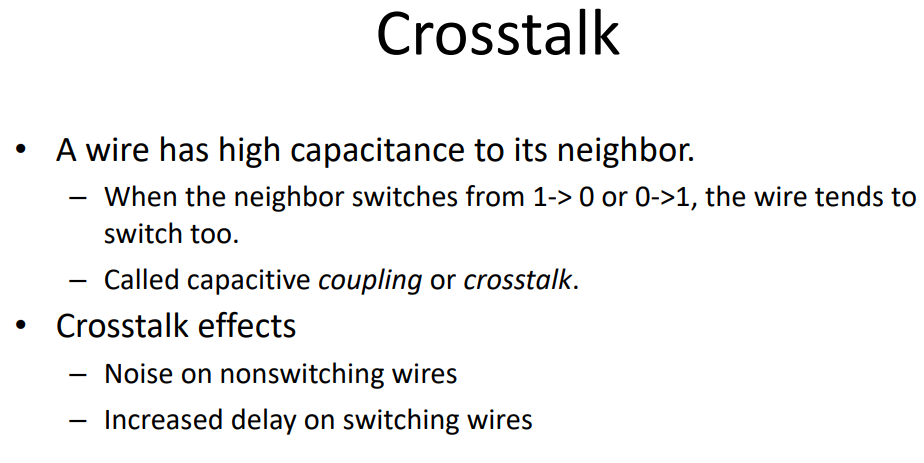 Crosstalk
• A wire has high capacitance to its neighbor.
– When the neighbor switches from 1-> 0 or 0->1, the wire tends to
switch too.
– Called capacitive coupling or crosstalk.
• Crosstalk effects
– Noise on nonswitching wires
– Increased delay on switching wires